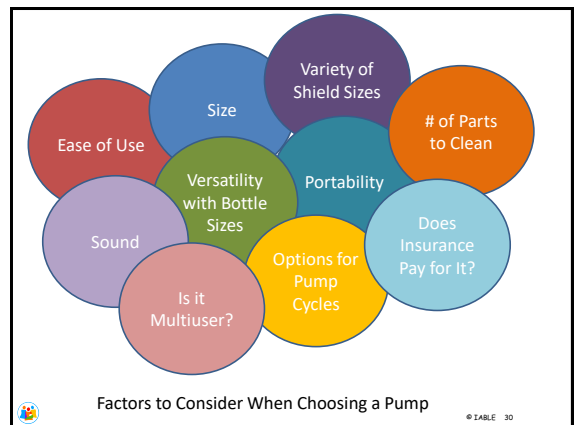 Variety of
Shield Sizes
Size
# of Parts
to Clean
Ease of Use
Versatility
with Bottle
Sizes
Portability
Sound
Does
Insurance
Pay for It?
Options for
Pump
Cycles
Is it
Multiuser?
Factors to Consider When Choosing a Pump
© IABLE 30